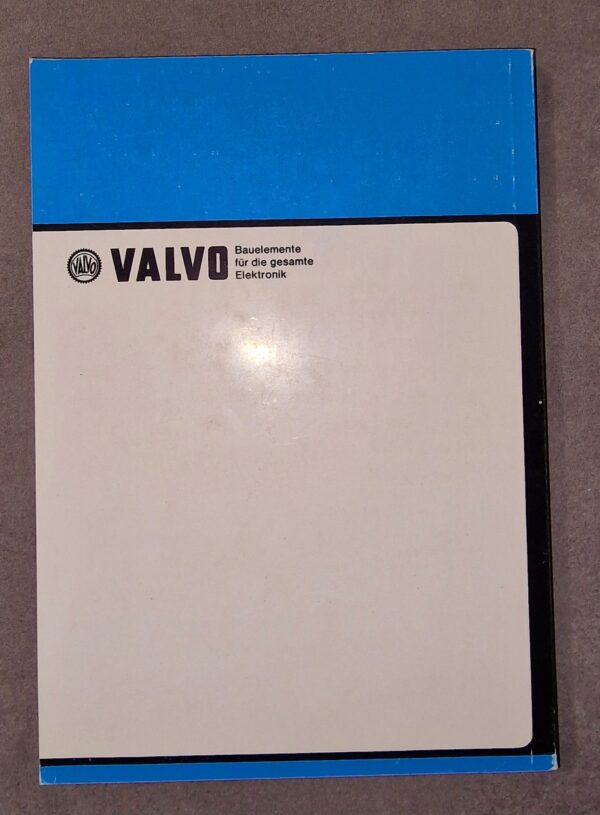 VALVO
VALVO
Bauelemente
für die gesamte
Elektronik